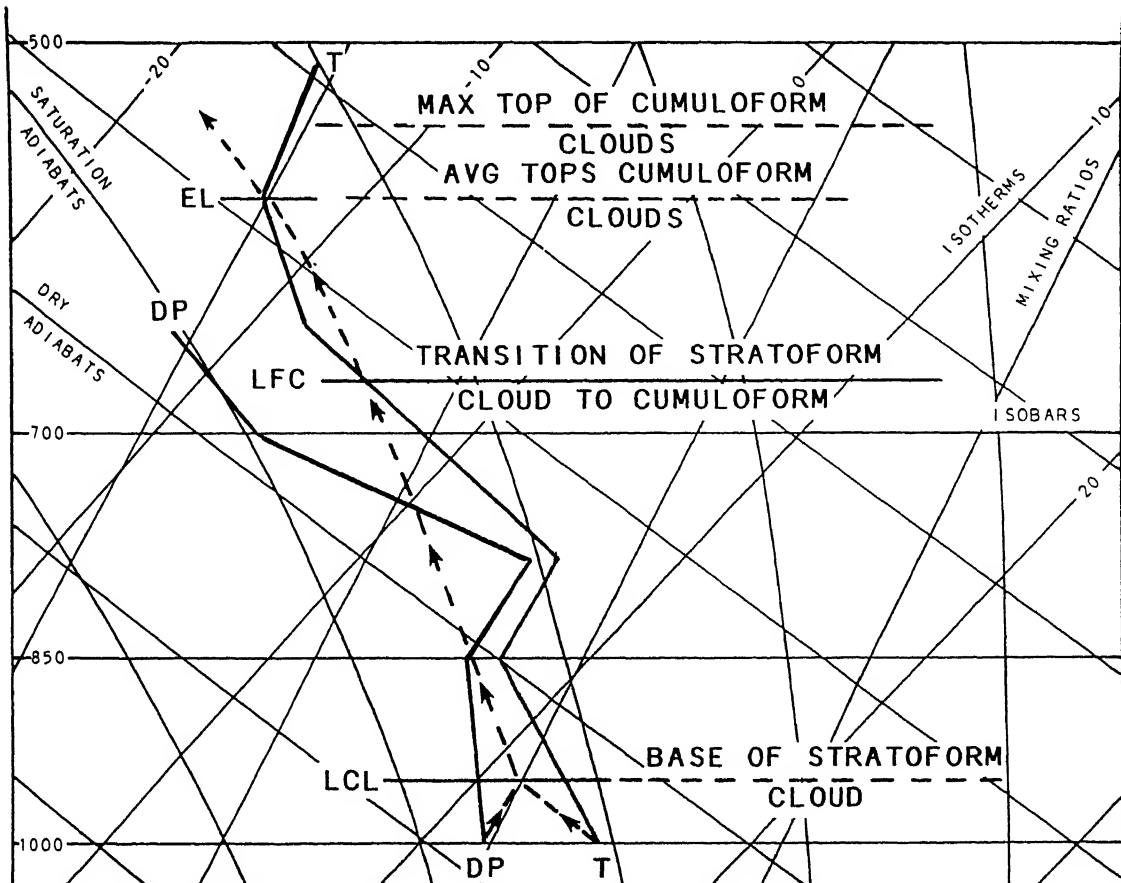 500
-20
-10
0
10
T
MAX TOP OF CUMULOFORM
CLOUDS
SATURATION
ADIABATS
AVG TOPS CUMULOFORM
EL
CLOUDS
ISOTHERMS
MIXING RATIOS
DRY
ADIABATS
DP
TRANSITION OF STRATOFORM
LFC
CLOUD TO CUMULOFORM
ISOBARS
700
20
850
BASE OF STRATOFORM
LCL
CLOUD
1000
DP
T